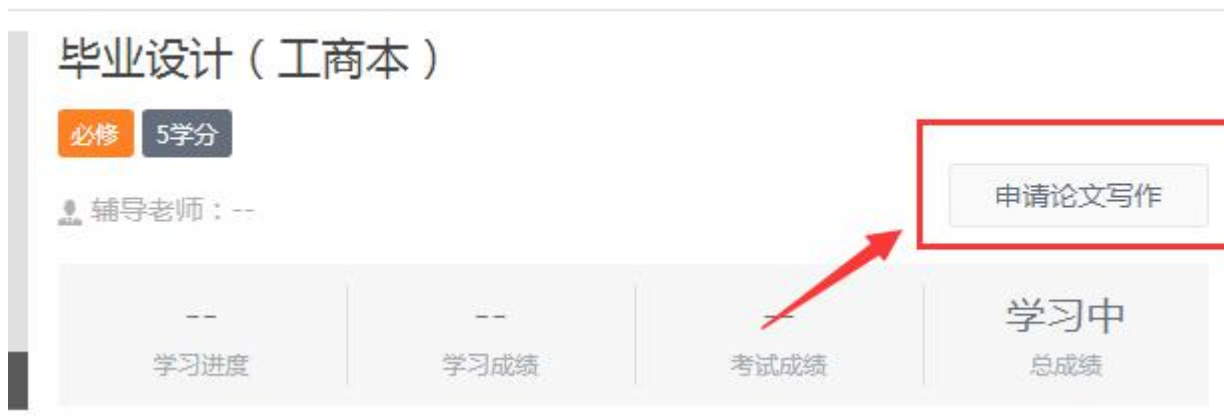 毕业设计（工商本）
必修 5学分
申请论文写作
辅导老师：--
-- -- -- 学习中
学习进度 学习成绩 考试成绩 总成绩